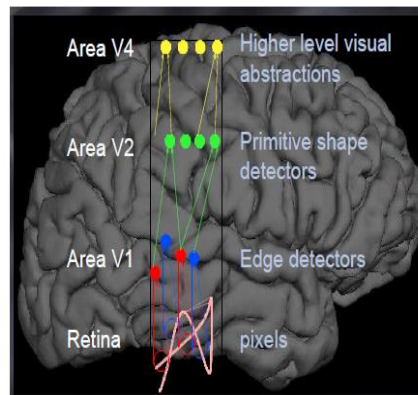 Area V4
Higher level visual
abstractions
Area V2
Primitive shape
detectors
Area V1
Edge detectors
Retina
pixels